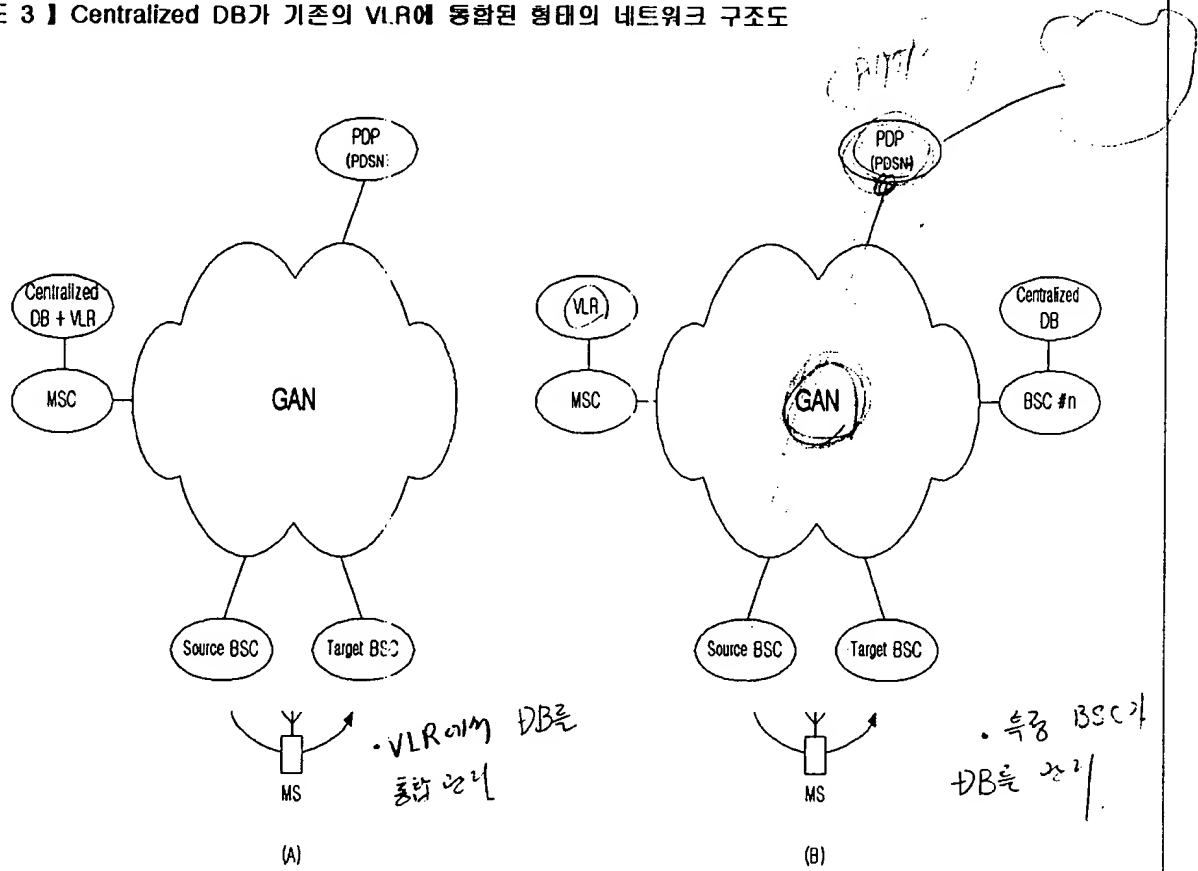 도 3 】 Centralized DB가 기존의 VLR에 통합된 형태의 네트워크 구조도
PDP
(PDSN)
Centralized
DB + VLR
MSC
GAN
Source BSC
Target BSC
MS
· VLR에서 DB를
통합 관리
(A)
PDP
(PDSN)
VLR
MSC
GAN
Centralized
DB
BSC #n
Source BSC
Target BSC
MS
· 특정 BSC가
DB를 관리.
(B)